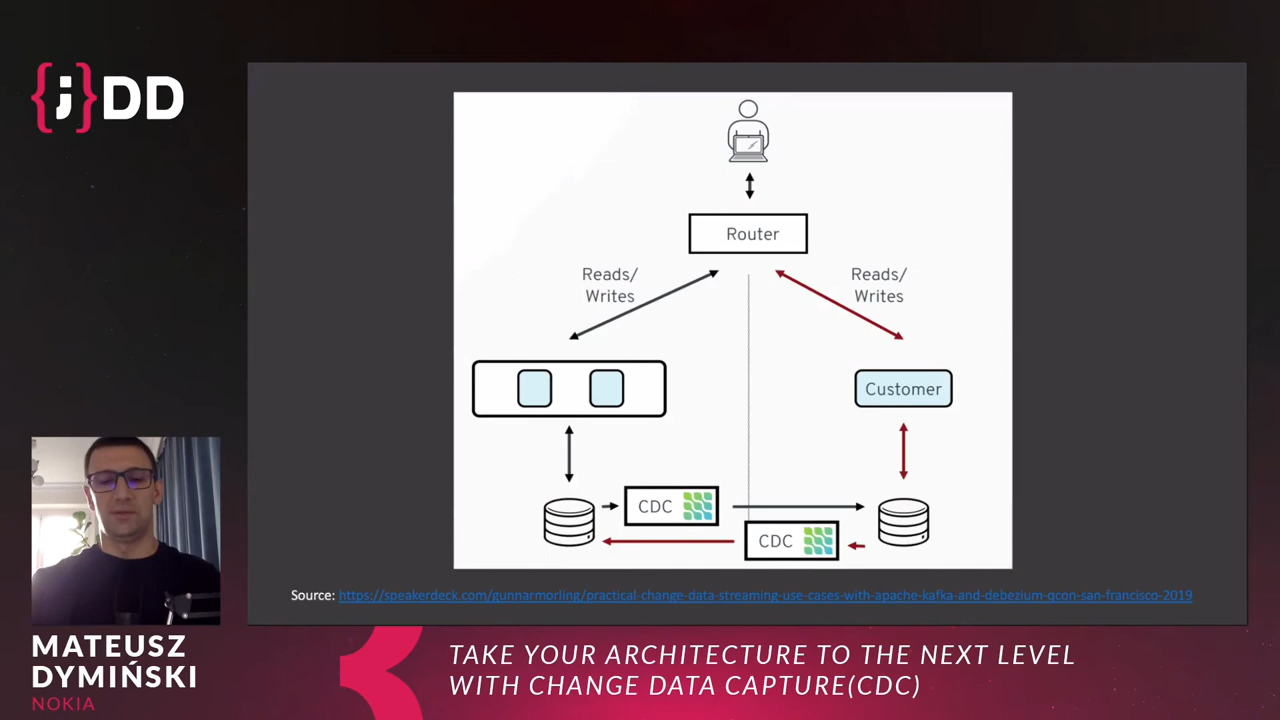 {;}DD
Router
Reads/
Writes
Reads/
Writes
Customer
CDC
CDC
Source: https://speakerdeck.com/gunnarmorling/practical-change-data-streaming-use-cases-with-apache-kafka-and-debezium-qcon-san-francisco-2019
MATEUSZ
DYMIŃSKI
NOKIA
TAKE YOUR ARCHITECTURE TO THE NEXT LEVEL
WITH CHANGE DATA CAPTURE(CDC)